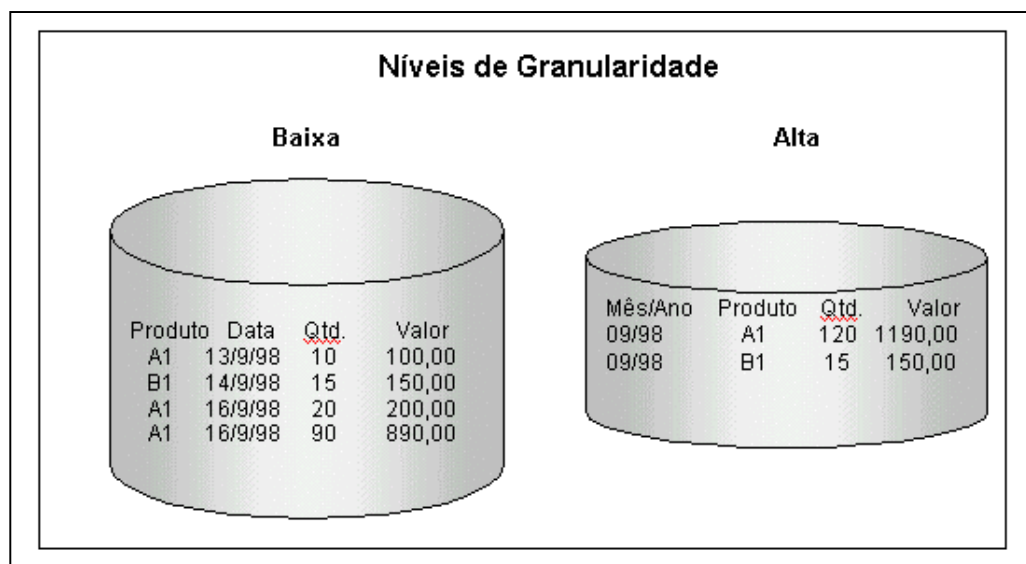 Níveis de Granularidade
Baixa
Produto Data Qtd. Valor
A1 13/9/98 10 100,00
B1 14/9/98 15 150,00
A1 16/9/98 20 200,00
A1 16/9/98 90 890,00
Alta
Mês/Ano Produto Qtd. Valor
09/98 A1 120 1190,00
09/98 B1 15 150,00